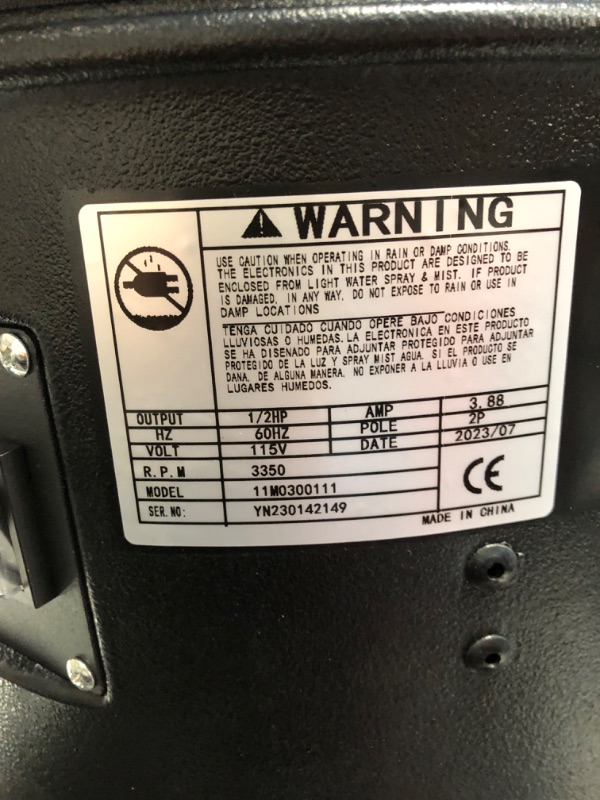 WARNING
USE CAUTION WHEN OPERATING IN RAIN OR DAMP CONDITIONS.
THE ELECTRONICS IN THIS PRODUCT ARE DESIGNED TO BE
ENCLOSED FROM LIGHT WATER SPRAY & MIST. IF PRODUCT
IS DAMAGED, IN ANY WAY, DO NOT EXPOSE TO RAIN OR USE IN
DAMP LOCATIONS
TENGA CUIDADO CUANDO OPERE BAJO CONDICIONES
LLUVIOSAS O HUMEDAS. LA ELECTRONICA EN ESTE PRODUCTO
SE HA DISENADO PARA ADJUNTAR PROTEGIDO PARA ADJUNTAR
PROTEGIDO DE LA LUZ Y SPRAY MIST AGUA. SI EL PRODUCTO SE
DANA, DE ALGUNA MANERA, NO EXPONER A LA LLUVIA O USE EN
LUGARES HUMEDOS.
OUTPUT 1/2HP AMP 3.88
HZ 60HZ POLE 2P
VOLT 115V DATE 2023/07
R.P.M 3350
MODEL 11M0300111
SER.NO: YN230142149
CE
MADE IN CHINA